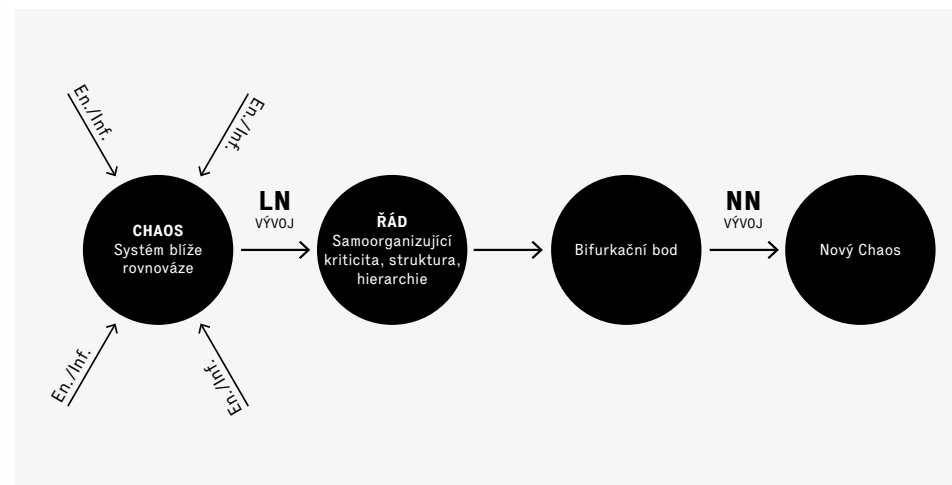 En./Inf.
En./Inf.
CHAOS
Systém blíže
rovnováze
En./Inf.
En./Inf.
LN
VÝVOJ
ŘÁD
Samoorganizující
kriticita, struktura,
hierarchie
Bifurkační bod
NN
VÝVOJ
Nový Chaos